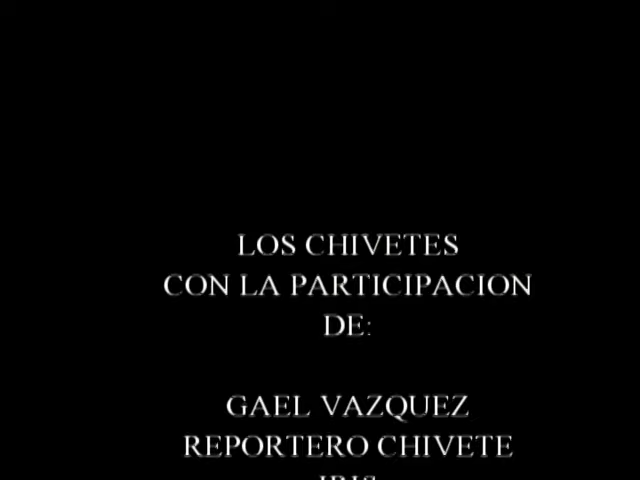 LOS CHIVETES
CON LA PARTICIPACION
DE:
GAEL VAZQUEZ
REPORTERO CHIVETE